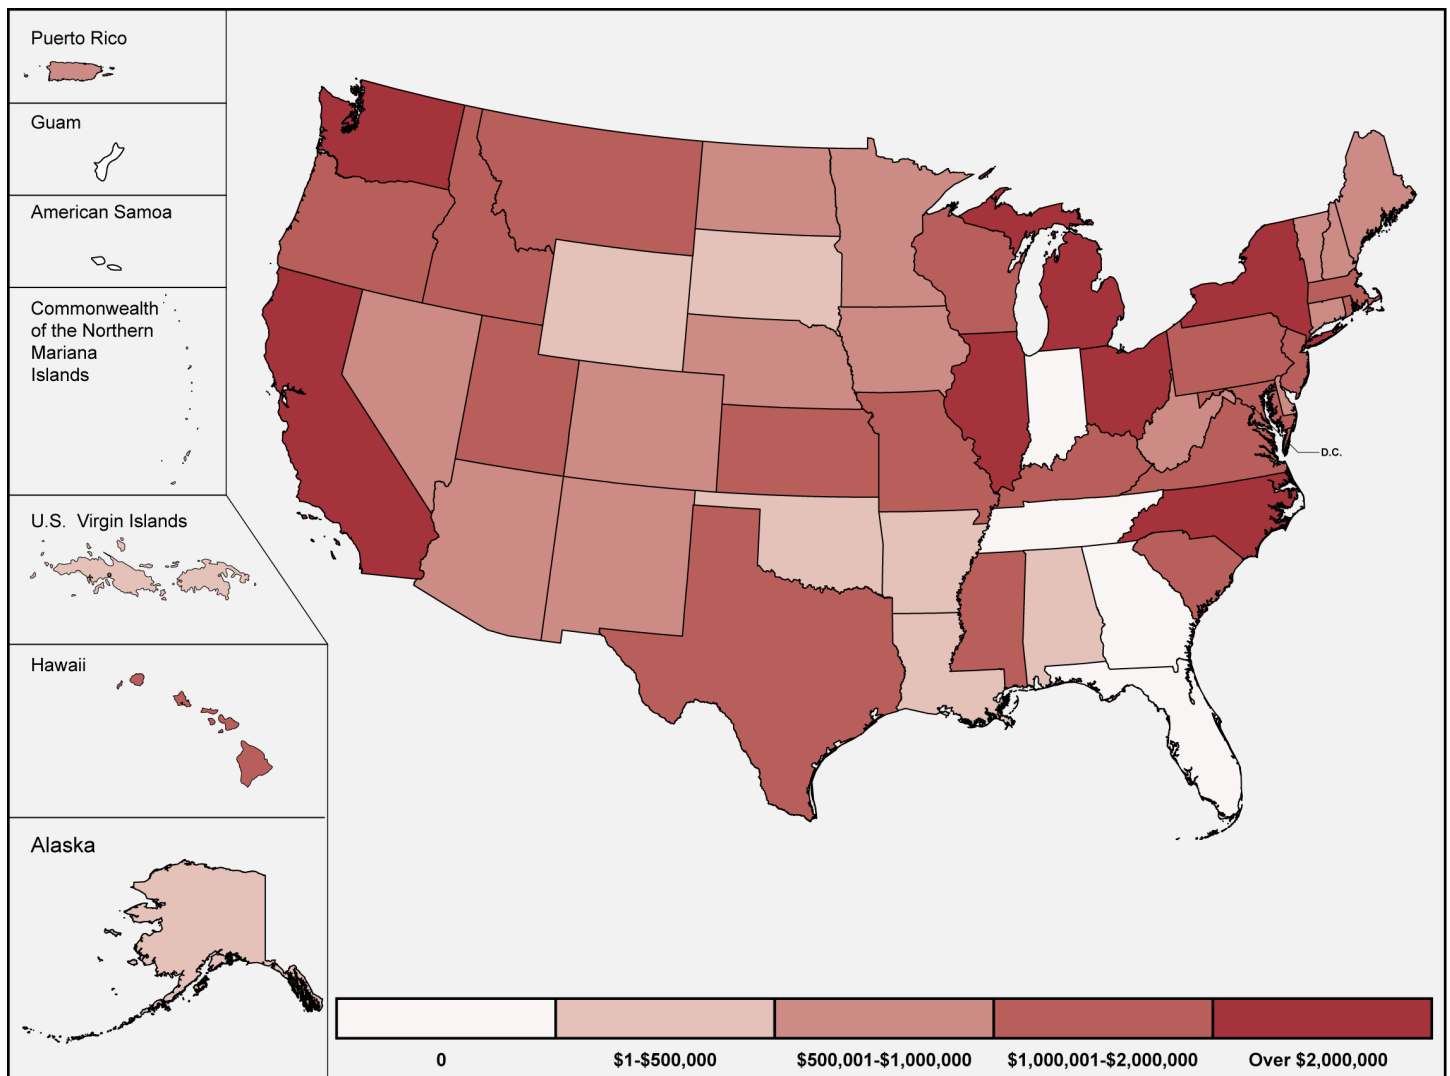 Puerto Rico
Guam
American Samoa
Commonwealth
of the Northern
Mariana
Islands
U.S. Virgin Islands
Hawaii
Alaska
D.C.
0
$1-$500,000
$500,001-$1,000,000
$1,000,001-$2,000,000
Over $2,000,000